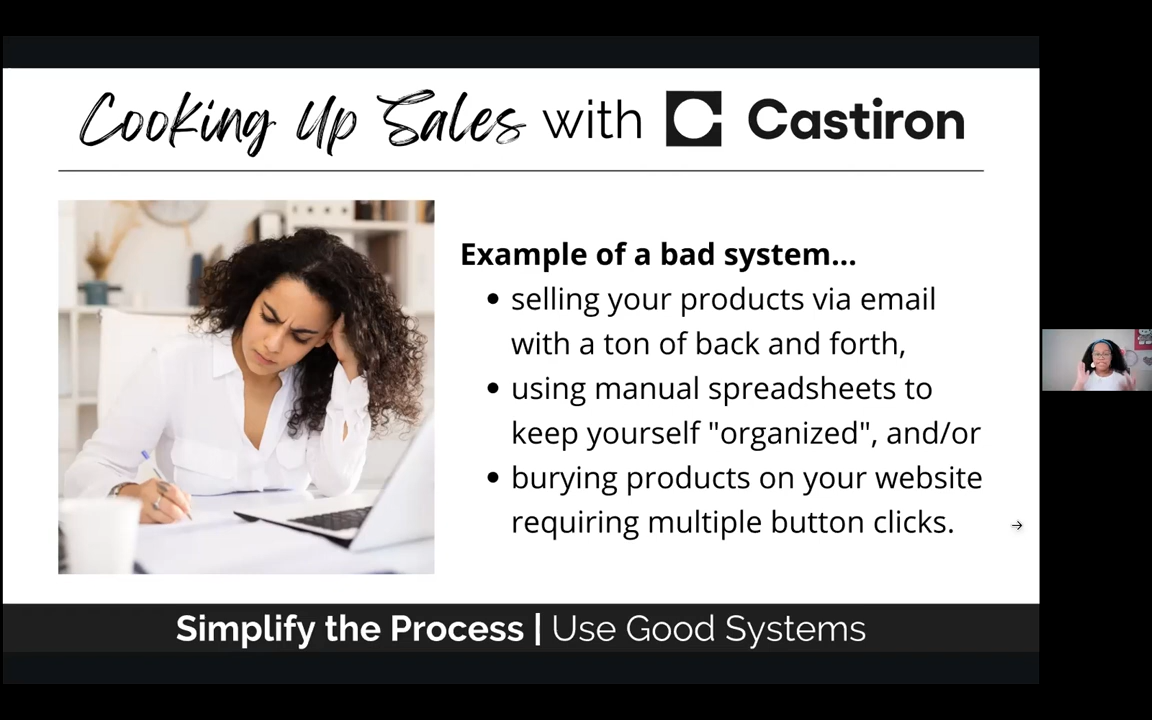 Cooking Up Sales with Castiron
Example of a bad system...
• selling your products via email
with a ton of back and forth,
• using manual spreadsheets to
keep yourself "organized", and/or
• burying products on your website
requiring multiple button clicks.
Simplify the Process | Use Good Systems